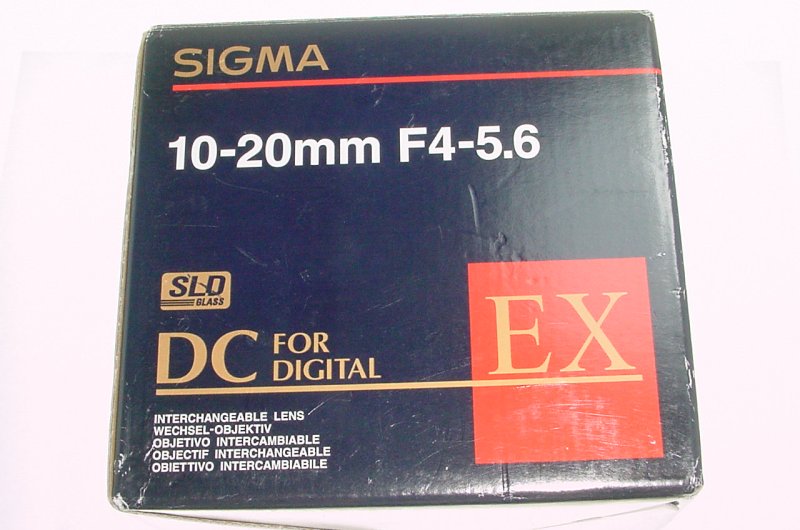 SIGMA
10-20mm F4-5.6
SLD
GLASS
DC FOR
DIGITAL
EX
INTERCHANGEABLE LENS
WECHSEL-OBJEKTIV
OBJETIVO INTERCAMBIABLE
OBJECTIF INTERCHANGEABLE
OBIETTIVO INTERCAMBIABILE